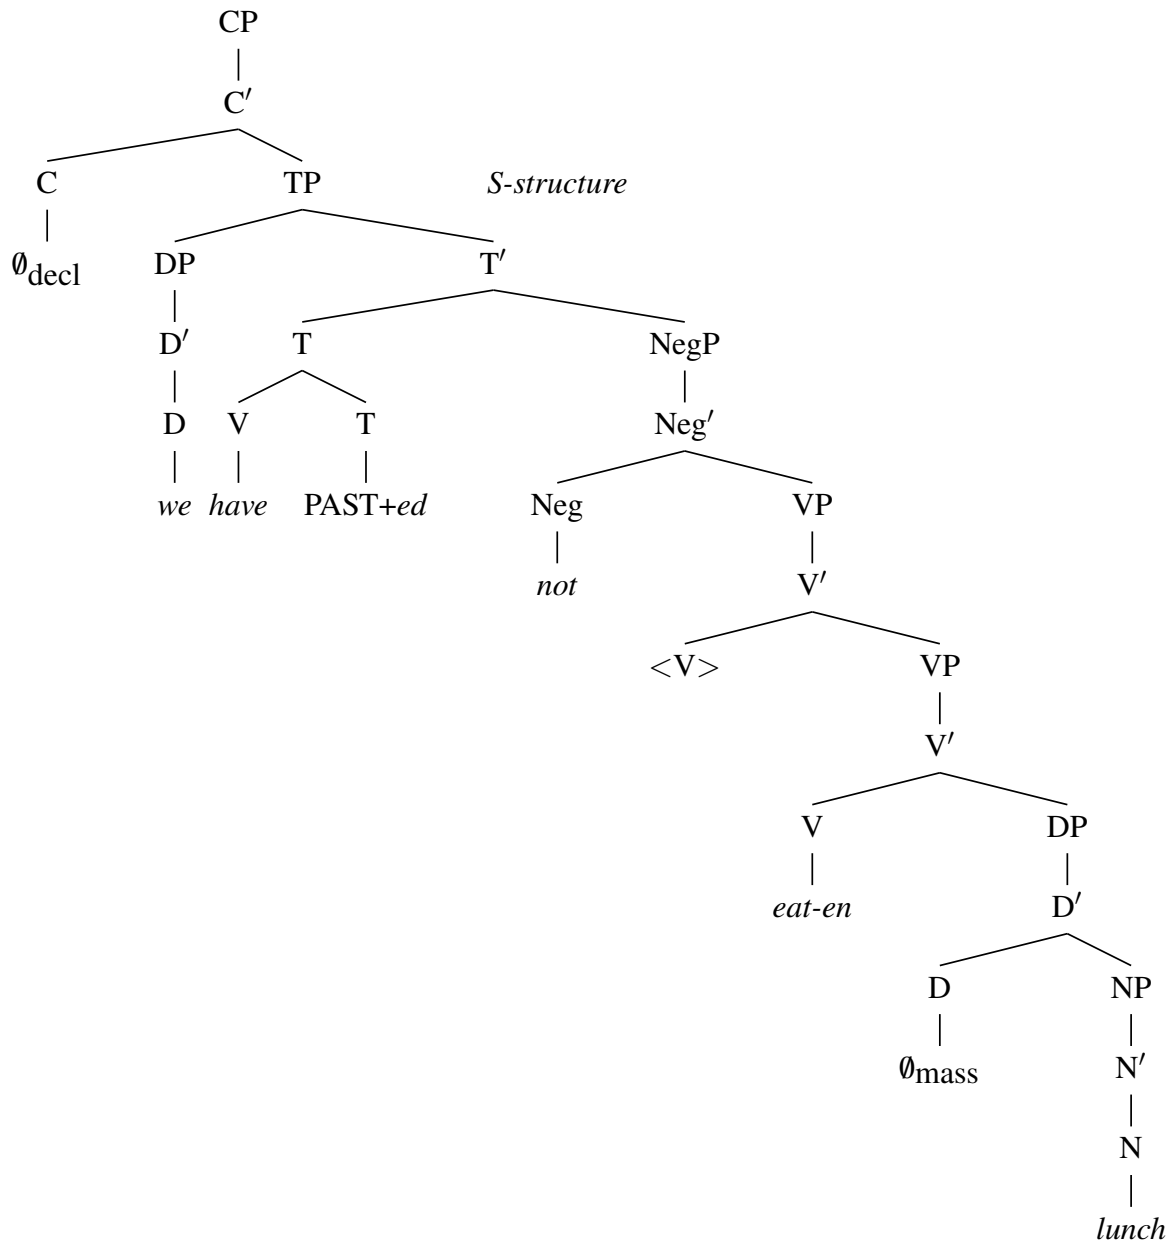 CP
C′
C TP S-structure
∅decl DP T′
D′ T NegP
D V T Neg′
we have PAST+ed Neg VP
not V′
<V> VP
V′
V DP
eat-en D′
D NP
∅mass N′
N
lunch